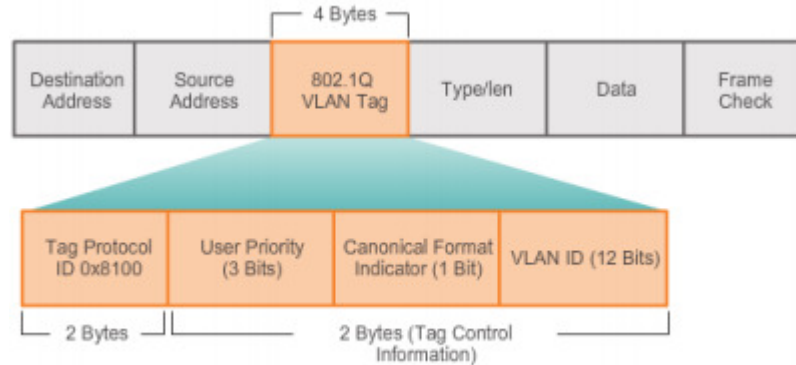 4 Bytes
Destination
Address
Source
Address
802.1Q
VLAN Tag
Type/len
Data
Frame
Check
Tag Protocol
ID 0x8100
User Priority
(3 Bits)
Canonical Format
Indicator (1 Bit)
VLAN ID (12 Bits)
2 Bytes
2 Bytes (Tag Control
Information)